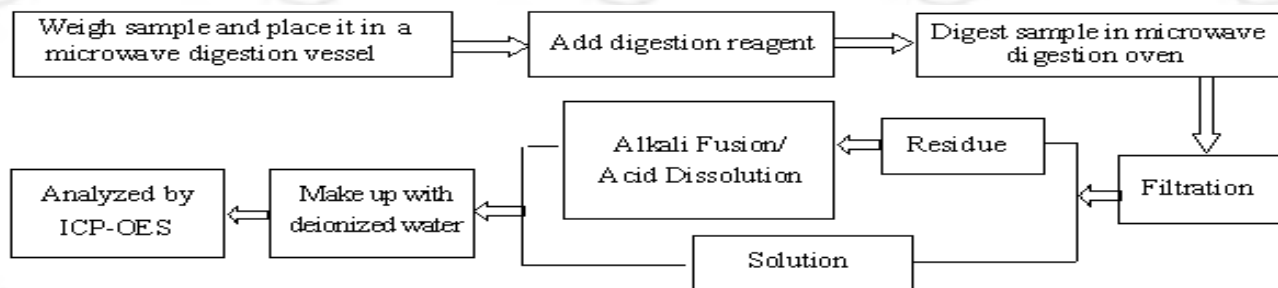 Weigh sample and place it in a
microwave digestion vessel
Add digestion reagent
Digest sample in microwave
digestion oven
Filtration
Residue
Solution
Alkali Fusion/
Acid Dissolution
Make up with
deionized water
Analyzed by
ICP-OES